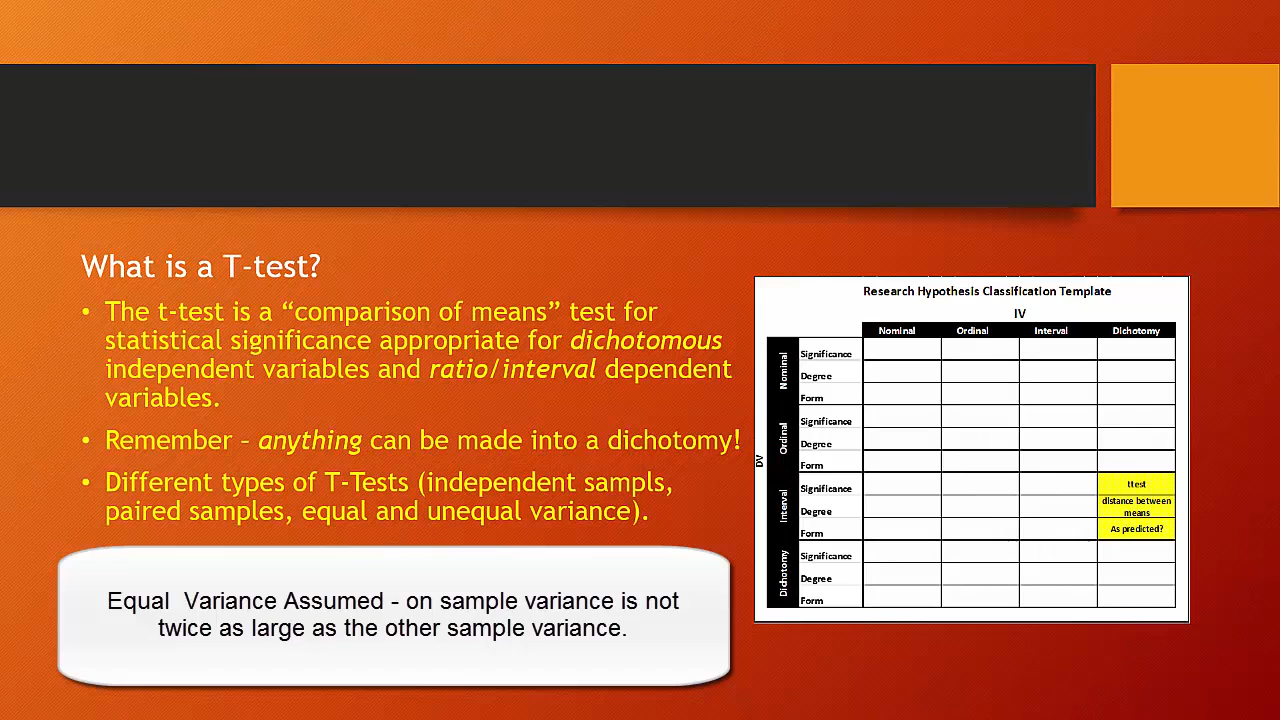 What is a T-test?
• The t-test is a “comparison of means” test for
statistical significance appropriate for dichotomous
independent variables and ratio/interval dependent
variables.
• Remember – anything can be made into a dichotomy!
• Different types of T-Tests (independent sampls,
paired samples, equal and unequal variance).
Equal  Variance Assumed - on sample variance is not
twice as large as the other sample variance.
Research Hypothesis Classification Template
IV
Nominal Ordinal Interval Dichotomy
DV
Nominal
Significance
Degree
Form
Ordinal
Significance
Degree
Form
Interval
Significance ttest
Degree distance between
means
Form As predicted?
Dichotomy
Significance
Degree
Form